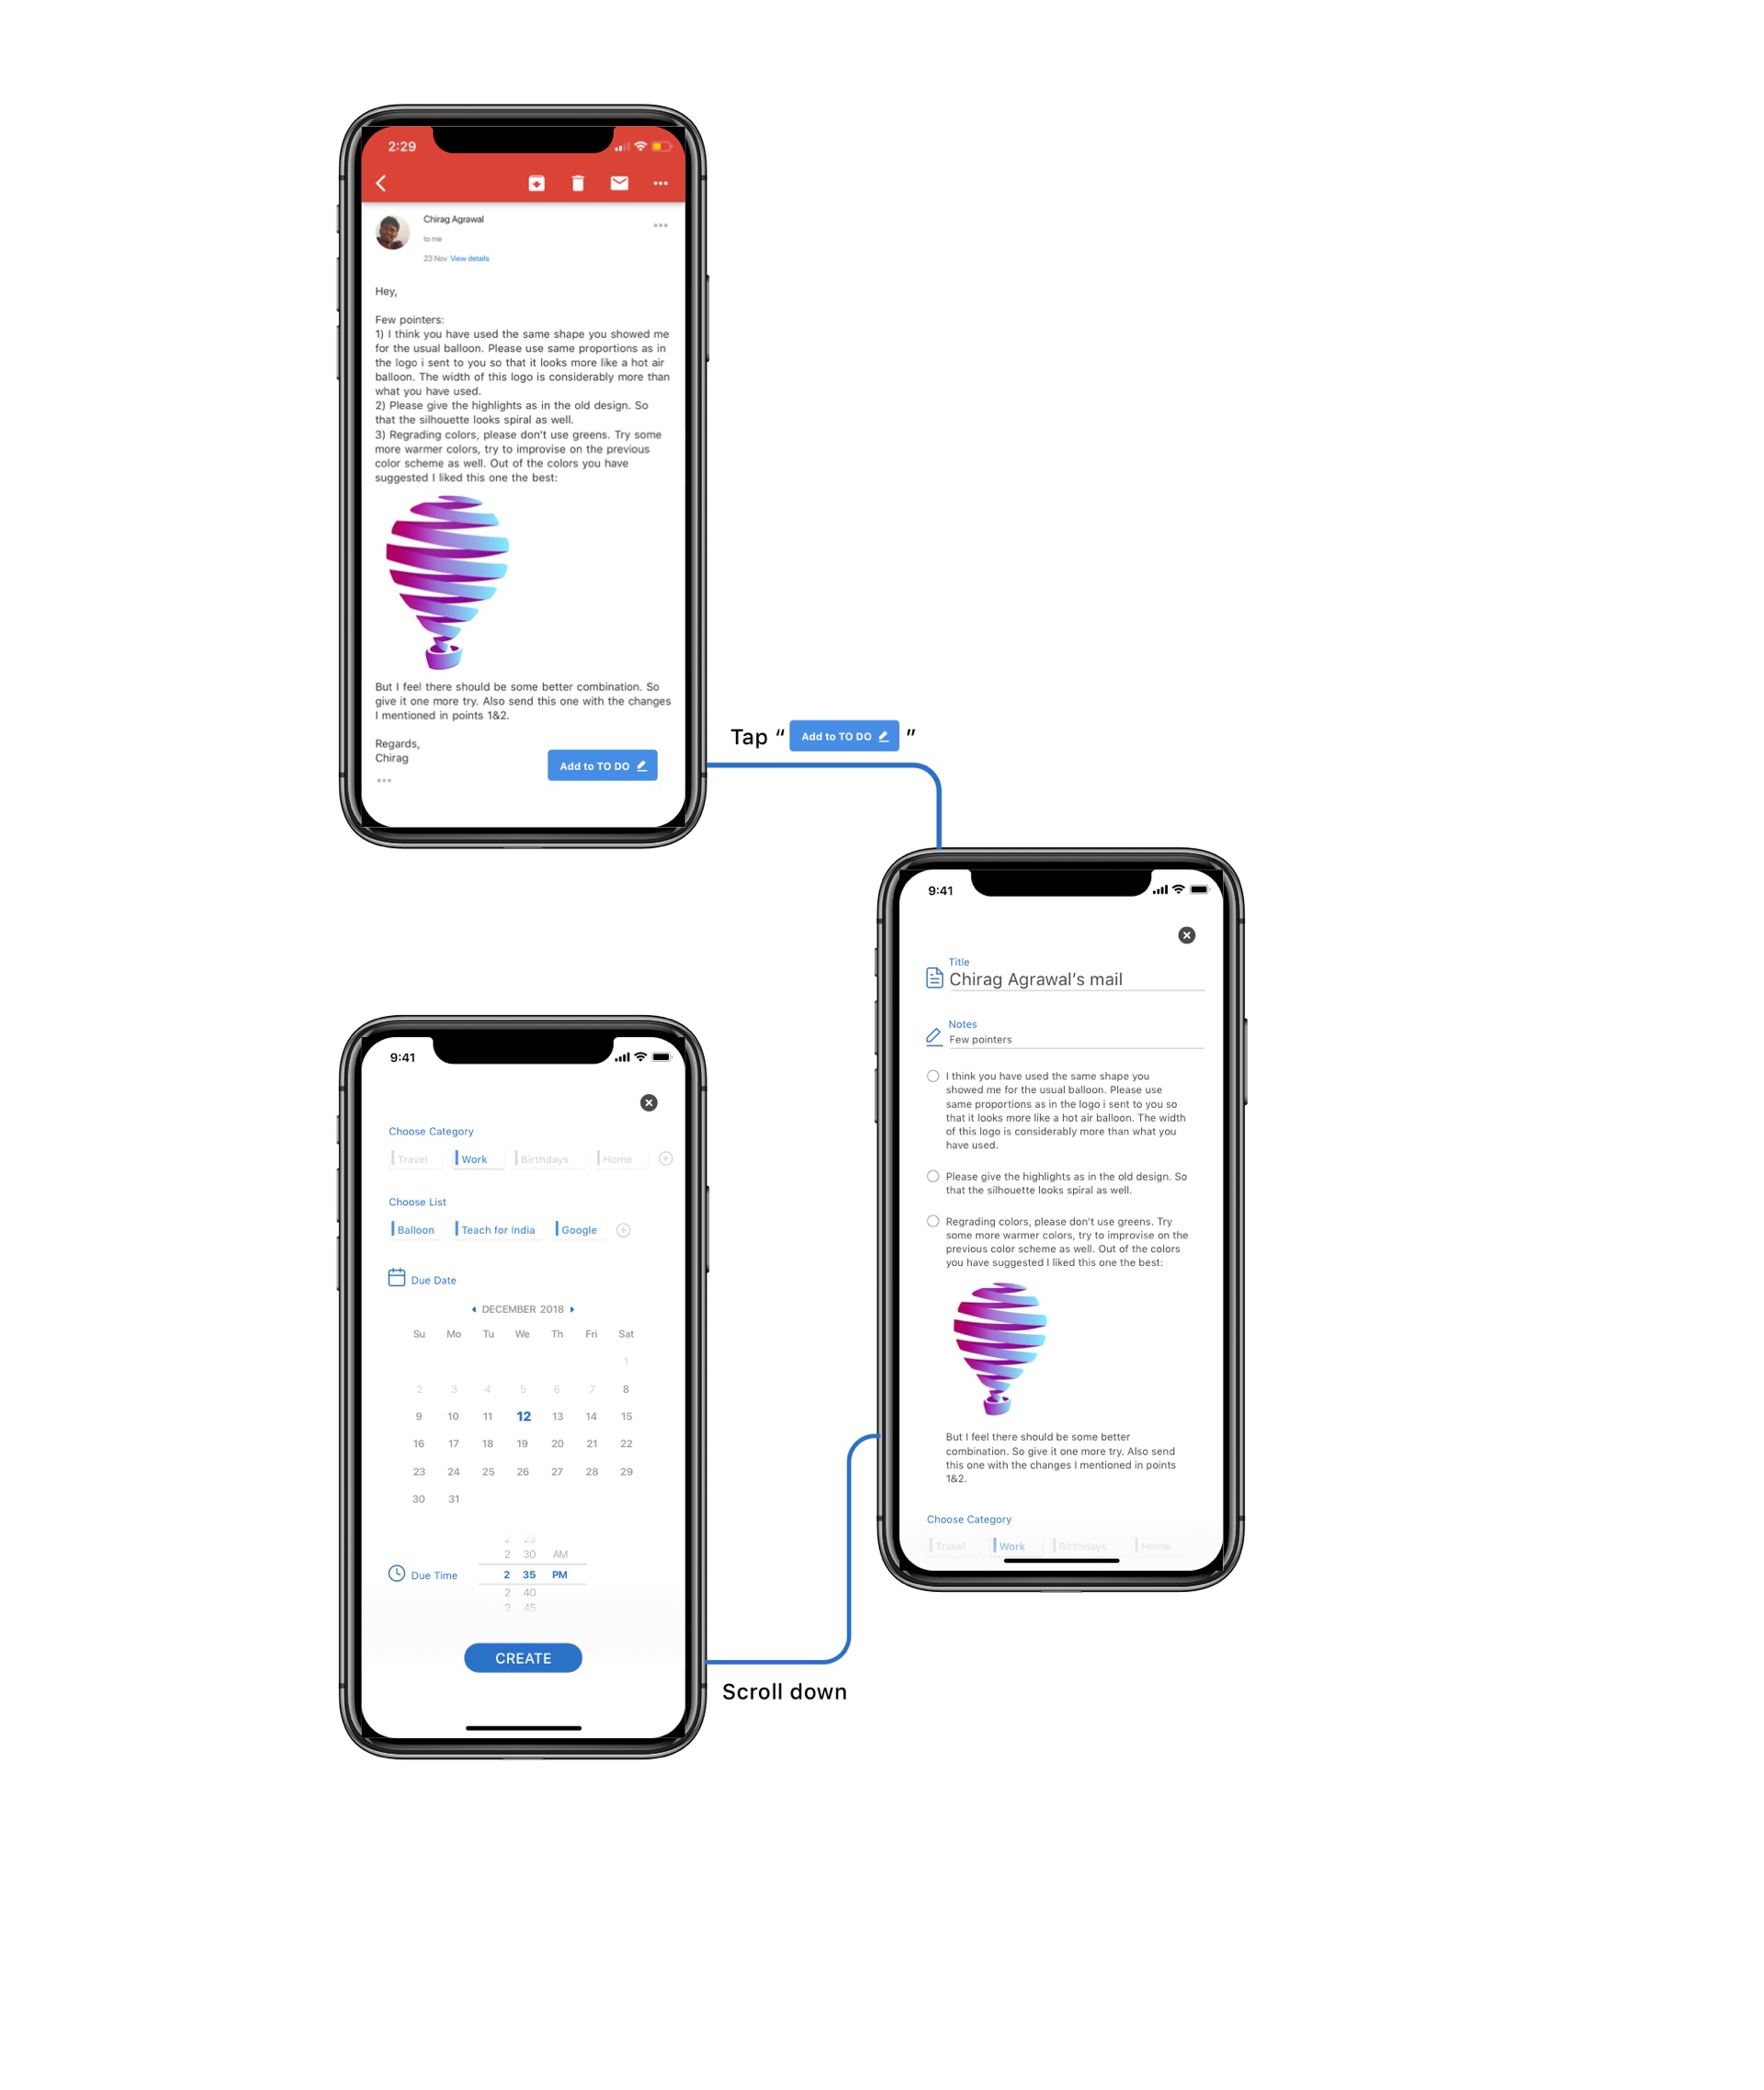 2:29
Chirag Agrawal
to me
23 Nov View details
Hey,
Few pointers:
1) I think you have used the same shape you showed me
for the usual balloon. Please use same proportions as in
the logo i sent to you so that it looks more like a hot air
balloon. The width of this logo is considerably more than
what you have used.
2) Please give the highlights as in the old design. So
that the silhouette looks spiral as well.
3) Regrading colors, please don't use greens. Try some
more warmer colors, try to improvise on the previous
color scheme as well. Out of the colors you have
suggested I liked this one the best:
But I feel there should be some better combination. So
give it one more try. Also send this one with the changes
I mentioned in points 1&2.
Regards,
Chirag
Add to TO DO
Tap “ Add to TO DO ”
9:41
Title
Chirag Agrawal’s mail
Notes
Few pointers
I think you have used the same shape you
showed me for the usual balloon. Please use
same proportions as in the logo i sent to you so
that it looks more like a hot air balloon. The width
of this logo is considerably more than what you
have used.
Please give the highlights as in the old design. So
that the silhouette looks spiral as well.
Regrading colors, please don't use greens. Try
some more warmer colors, try to improvise on the
previous color scheme as well. Out of the colors
you have suggested I liked this one the best:
But I feel there should be some better
combination. So give it one more try. Also send
this one with the changes I mentioned in points
1&2.
Choose Category
Travel Work Birthdays Home
Scroll down
9:41
Choose Category
Travel Work Birthdays Home
Choose List
Balloon Teach for India Google
Due Date
DECEMBER 2018
Su Mo Tu We Th Fri Sat
1
2 3 4 5 6 7 8
9 10 11 12 13 14 15
16 17 18 19 20 21 22
23 24 25 26 27 28 29
30 31
2 25
2 30 AM
Due Time 2 35 PM
2 40
2 45
CREATE